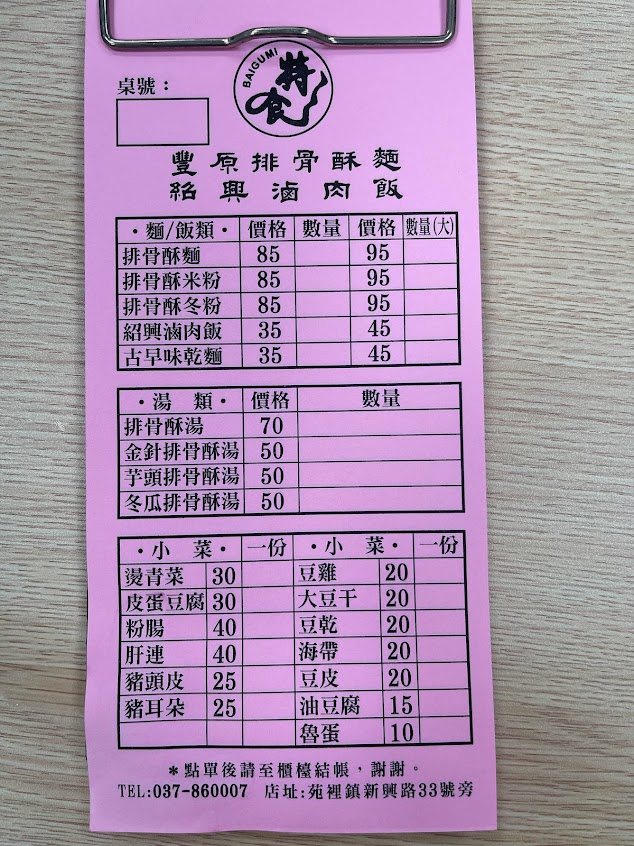 BAIGUMI
特食
桌號：
豐原排骨酥麵
紹興滷肉飯
・麵/飯類・ 價格 數量 價格 數量(大)
排骨酥麵 85 95
排骨酥米粉 85 95
排骨酥冬粉 85 95
紹興滷肉飯 35 45
古早味乾麵 35 45
・湯 類・ 價格 數量
排骨酥湯 70
金針排骨酥湯 50
芋頭排骨酥湯 50
冬瓜排骨酥湯 50
・小 菜・ 一份 ・小 菜・ 一份
燙青菜 30 豆雞 20
皮蛋豆腐 30 大豆干 20
粉腸 40 豆乾 20
肝連 40 海帶 20
豬頭皮 25 豆皮 20
豬耳朵 25 油豆腐 15
魯蛋 10
＊點單後請至櫃檯結帳，謝謝。
TEL:037-860007 店址:苑裡鎮新興路33號旁